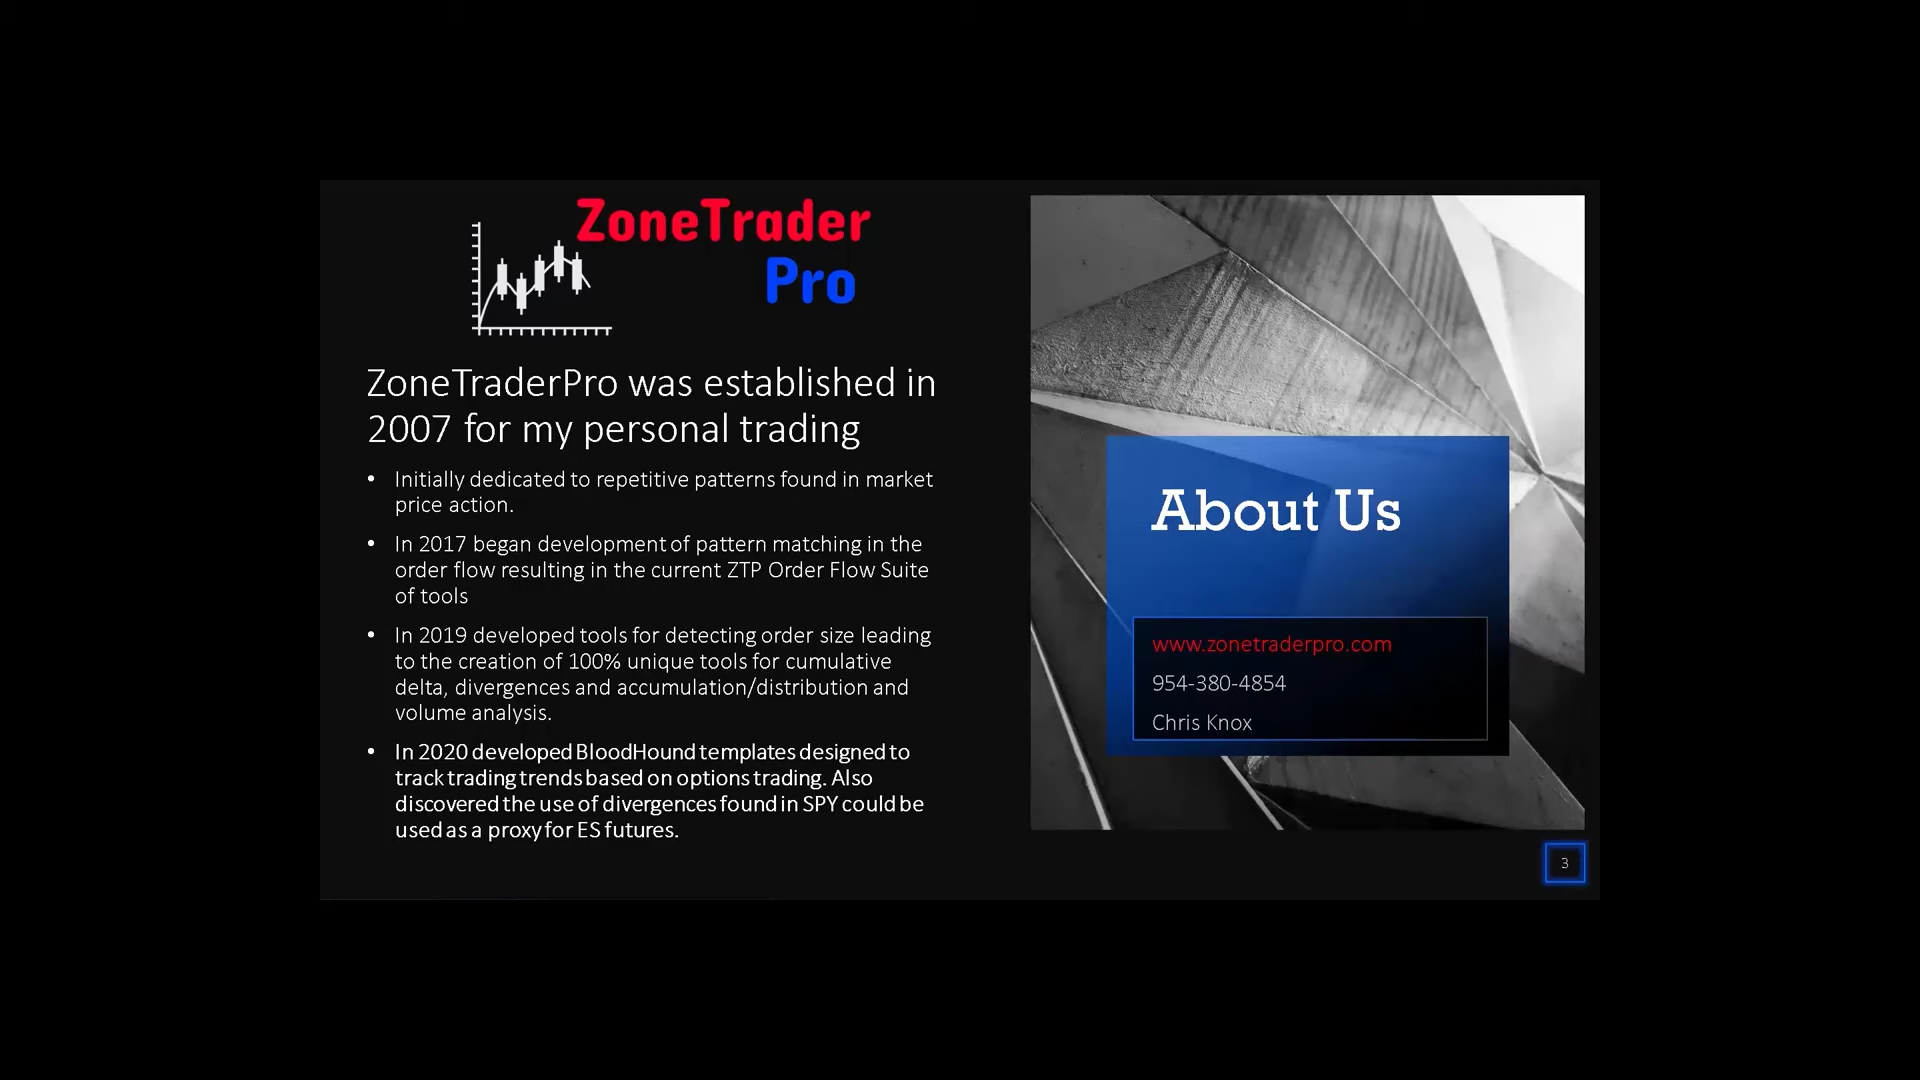 ZoneTrader
Pro
ZoneTraderPro was established in
2007 for my personal trading
• Initially dedicated to repetitive patterns found in market
price action.
• In 2017 began development of pattern matching in the
order flow resulting in the current ZTP Order Flow Suite
of tools
• In 2019 developed tools for detecting order size leading
to the creation of 100% unique tools for cumulative
delta, divergences and accumulation/distribution and
volume analysis.
• In 2020 developed BloodHound templates designed to
track trading trends based on options trading. Also
discovered the use of divergences found in SPY could be
used as a proxy for ES futures.
About Us
www.zonetraderpro.com
954-380-4854
Chris Knox
3